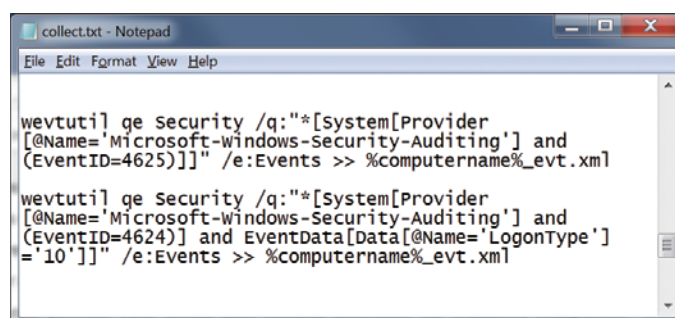 collect.txt - Notepad
File Edit Format View Help
wevtutil qe Security /q:"*[System[Provider
[@Name='Microsoft-Windows-Security-Auditing'] and
(EventID=4625)]]" /e:Events >> %computername%_evt.xml
wevtutil qe Security /q:"*[System[Provider
[@Name='Microsoft-Windows-Security-Auditing'] and
(EventID=4624)] and EventData[Data[@Name='LogonType']
='10']]" /e:Events >> %computername%_evt.xml